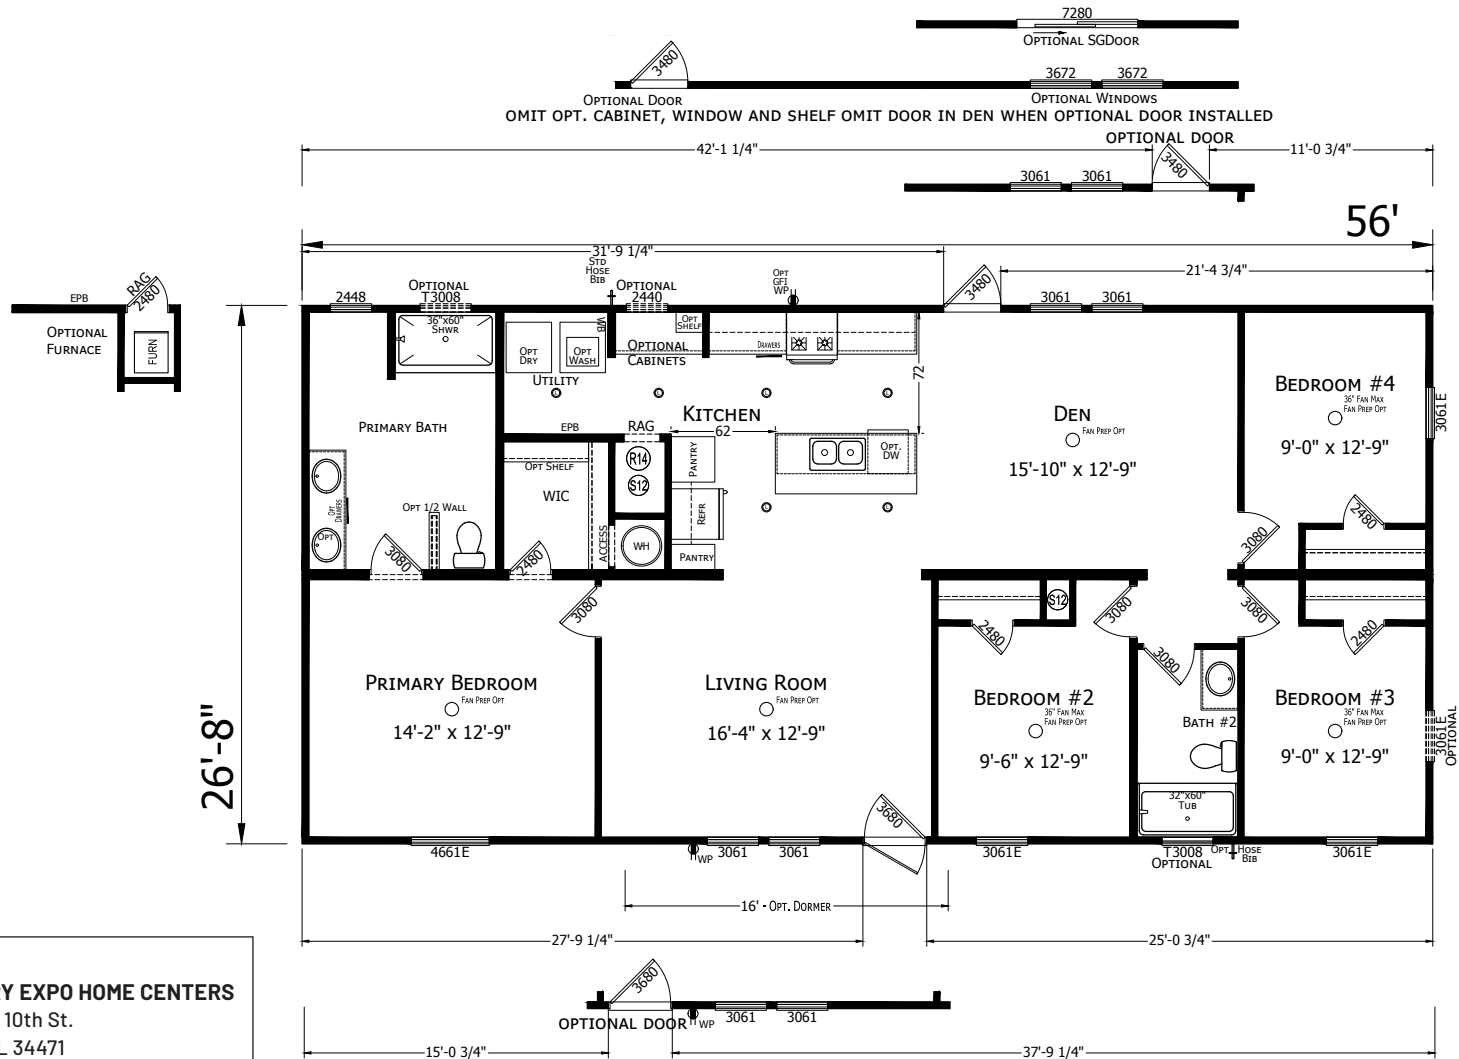 7280
OPTIONAL SGDOOR
3480
3672 3672
OPTIONAL DOOR
OPTIONAL WINDOWS
OMIT OPT. CABINET, WINDOW AND SHELF OMIT DOOR IN DEN WHEN OPTIONAL DOOR INSTALLED
OPTIONAL DOOR
42'-1 1/4"
11'-0 3/4"
3480
3061 3061
56'
31'-9 1/4"
21'-4 3/4"
STD
HOSE
BIB
OPT
GFI
WP
3480
RAG
2480
EPB
OPTIONAL
FURNACE
FURN
2448
OPTIONAL
T3008
OPTIONAL
2440
3061 3061
36"x60"
SHWR
WB
OPT
SHELF
OPT
DRY
OPT
WASH
OPTIONAL
CABINETS
DRAWERS
UTILITY
72
KITCHEN
62
DEN
FAN PREP OPT
15'-10" x 12'-9"
BEDROOM #4
36" FAN MAX
FAN PREP OPT
9'-0" x 12'-9"
3061E
PRIMARY BATH
EPB
RAG
OPT SHELF
R14
S12
PANTRY
OPT.
DW
WIC
REFR
OPT
DRAWERS
OPT
OPT 1/2 WALL
ACCESS
WH
PANTRY
3080
2480
3080
2480
3080
S12
3080
3080
2480
2480
3080
PRIMARY BEDROOM
FAN PREP OPT
14'-2" x 12'-9"
LIVING ROOM
FAN PREP OPT
16'-4" x 12'-9"
BEDROOM #2
36" FAN MAX
FAN PREP OPT
9'-6" x 12'-9"
BATH #2
BEDROOM #3
36" FAN MAX
FAN PREP OPT
9'-0" x 12'-9"
3061E
OPTIONAL
26'-8"
32"x60"
TUB
3680
4661E
WP
3061 3061
3061E
T3008
OPTIONAL
OPT HOSE
BIB
3061E
16' - OPT. DORMER
27'-9 1/4"
25'-0 3/4"
3680
OPTIONAL DOOR
WP
3061 3061
15'-0 3/4"
37'-9 1/4"
Y EXPO HOME CENTERS
10th St.
L 34471